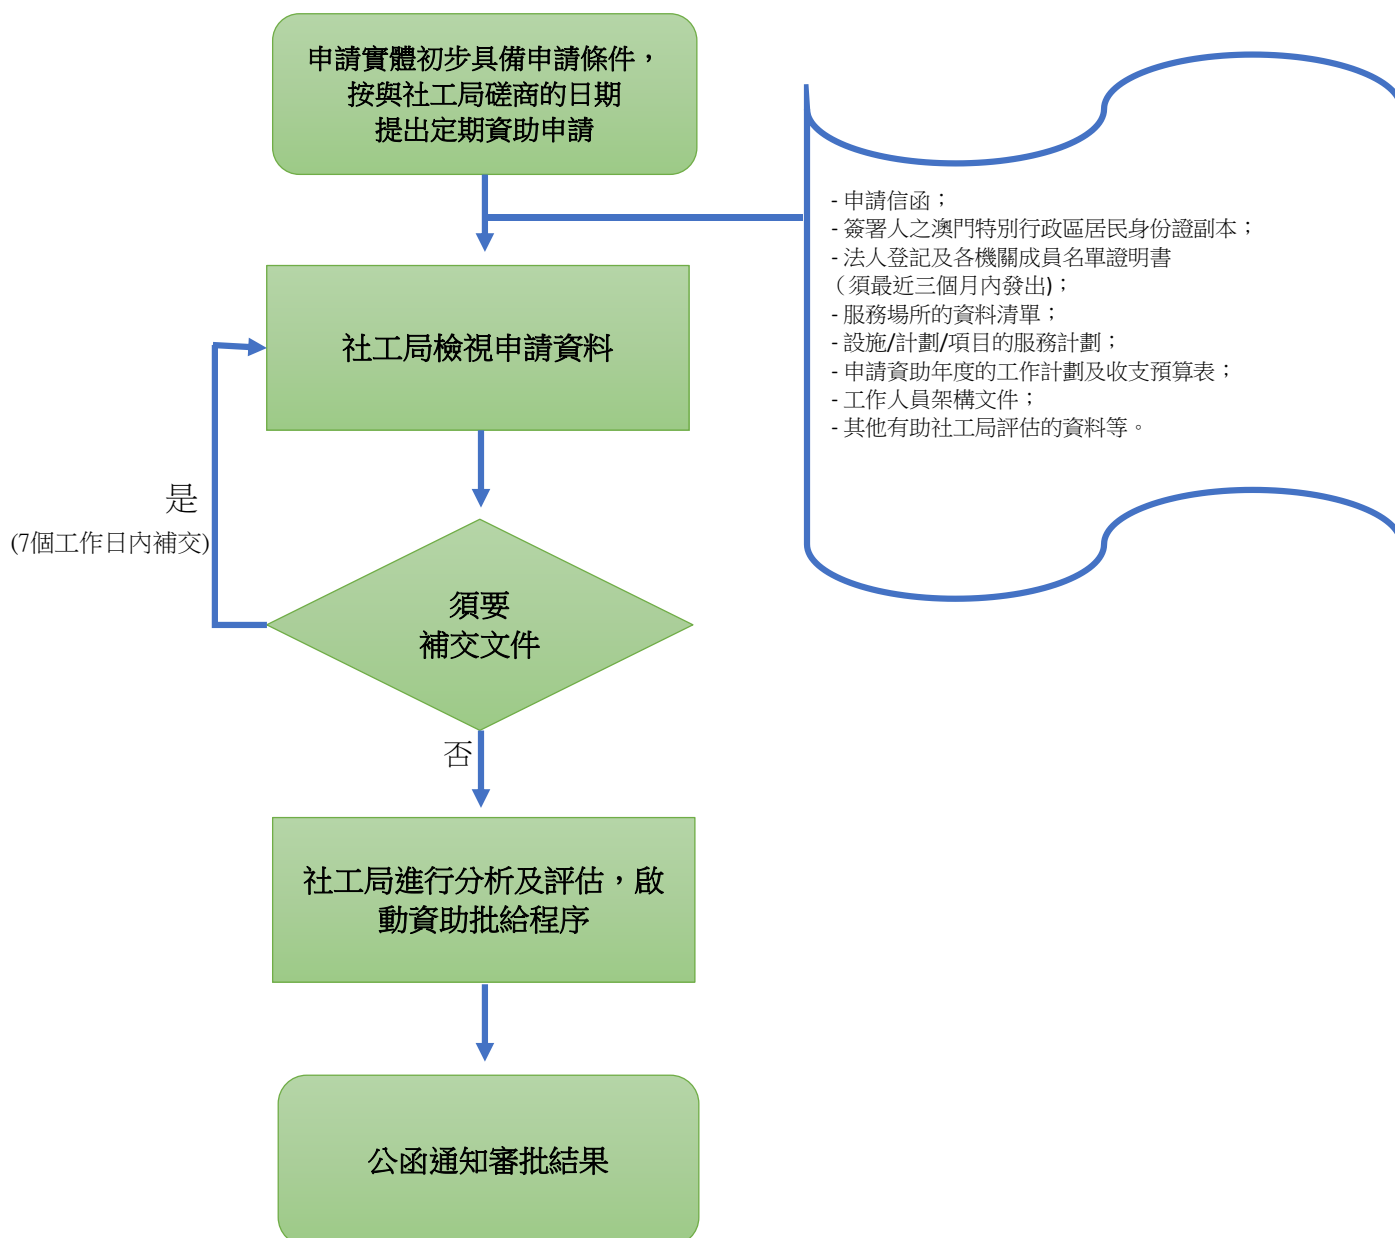 申請實體初步具備申請條件，
按與社工局磋商的日期
提出定期資助申請
- 申請信函；
- 簽署人之澳門特別行政區居民身份證副本；
- 法人登記及各機關成員名單證明書
（須最近三個月內發出)；
- 服務場所的資料清單；
- 設施/計劃/項目的服務計劃；
- 申請資助年度的工作計劃及收支預算表；
- 工作人員架構文件；
- 其他有助社工局評估的資料等。
社工局檢視申請資料
是
(7個工作日內補交)
須要
補交文件
否
社工局進行分析及評估，啟
動資助批給程序
公函通知審批結果